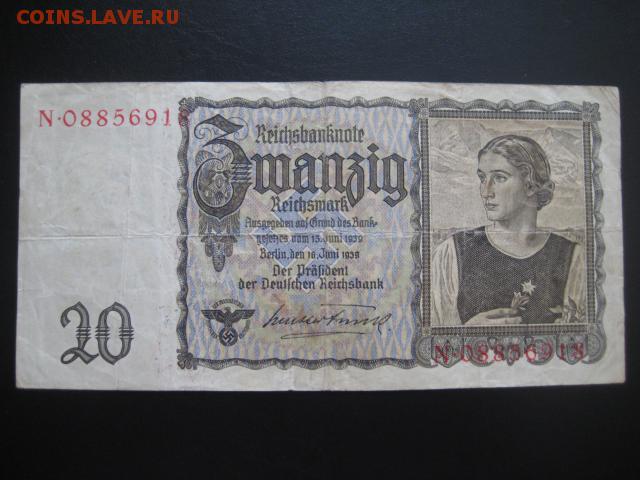 COINS.LAVE.RU
N·08856918
Reichsbanknote
Zwanzig
Reichsmark
Ausgegeben auf Grund des Bank-
gesetzes vom 15. Juni 1939
Berlin, den 16. Juni 1939
Der Präsident
der Deutschen Reichsbank
20
N·08856918